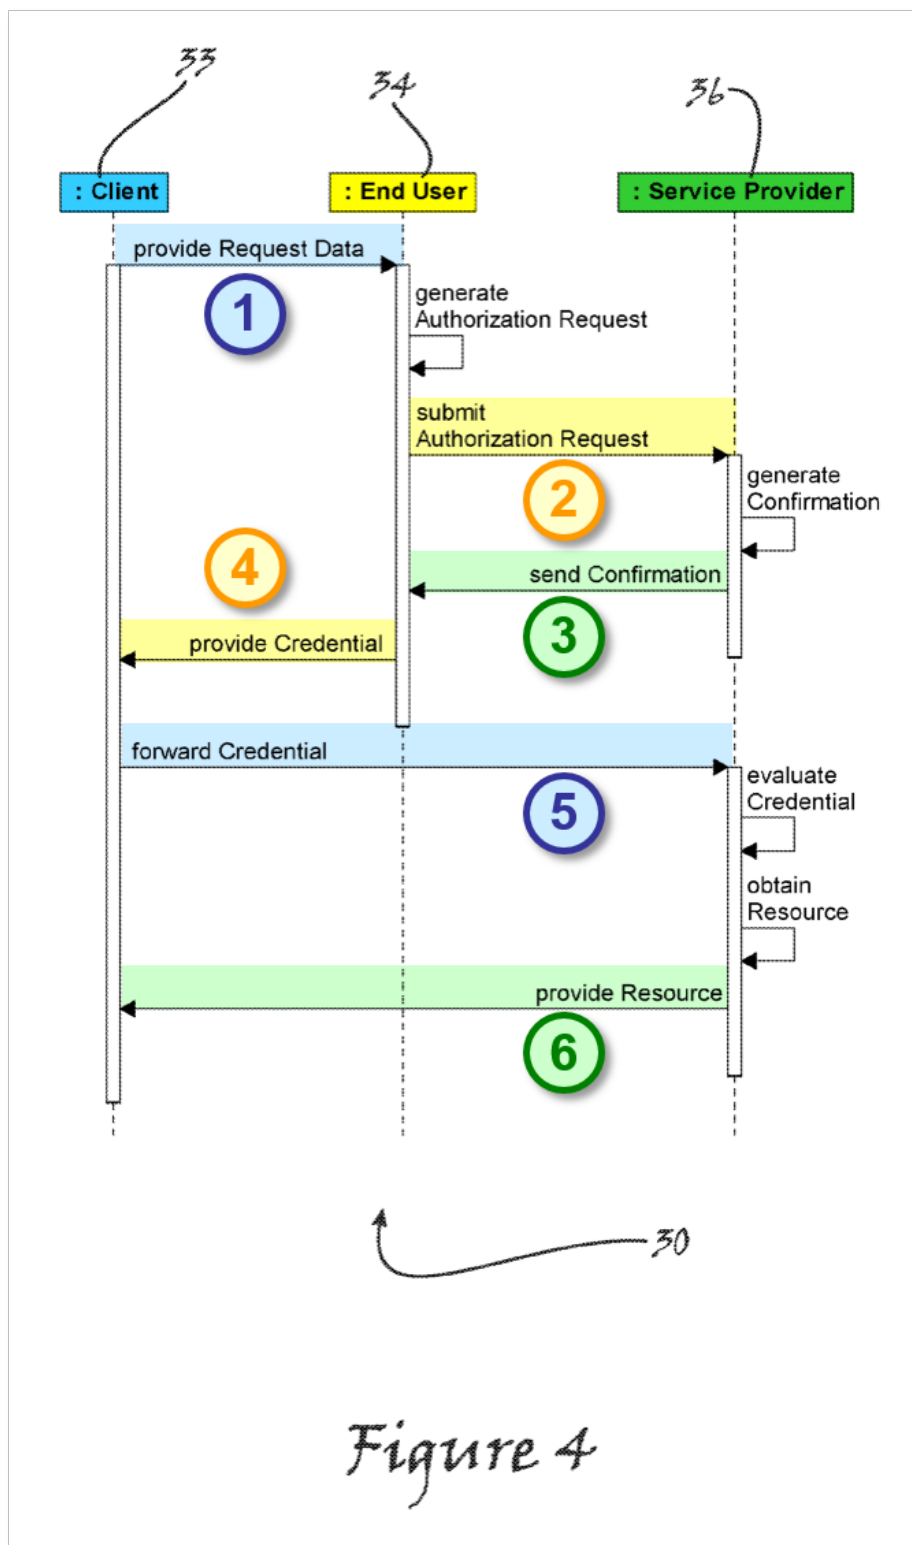 33
34
36
: Client
: End User
: Service Provider
provide Request Data
1
generate
Authorization Request
submit
Authorization Request
2
generate
Confirmation
4
send Confirmation
3
provide Credential
forward Credential
5
evaluate
Credential
obtain
Resource
provide Resource
6
30
Figure 4